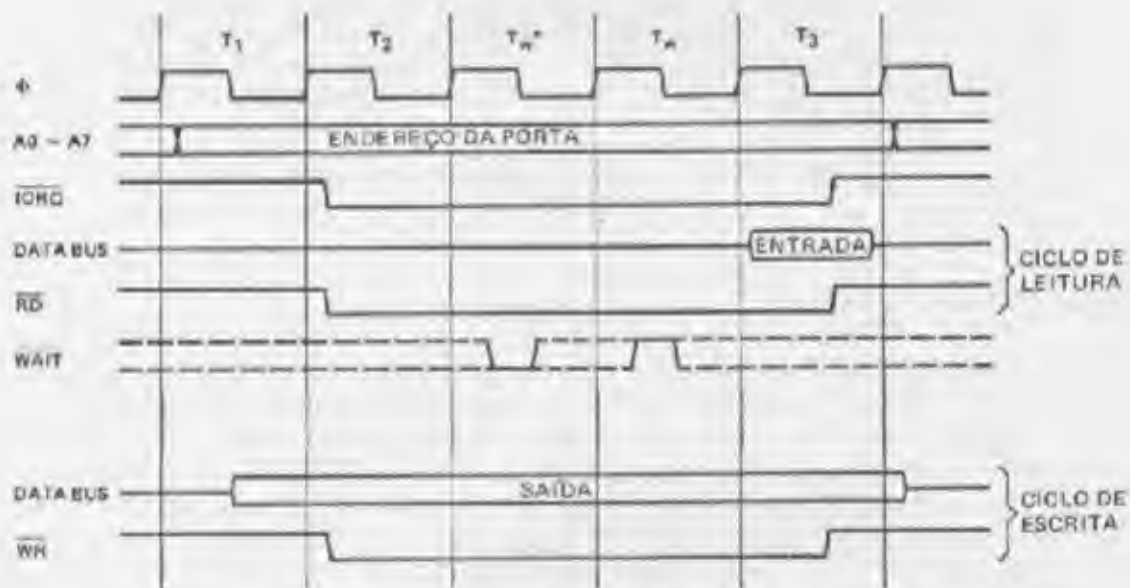 T₁ T₂ Tw* Tw T₃
Φ
A0 – A7 ENDEREÇO DA PORTA
IORQ
DATA BUS ENTRADA
CICLO DE
LEITURA
RD
WAIT
DATA BUS SAÍDA
CICLO DE
ESCRITA
WR